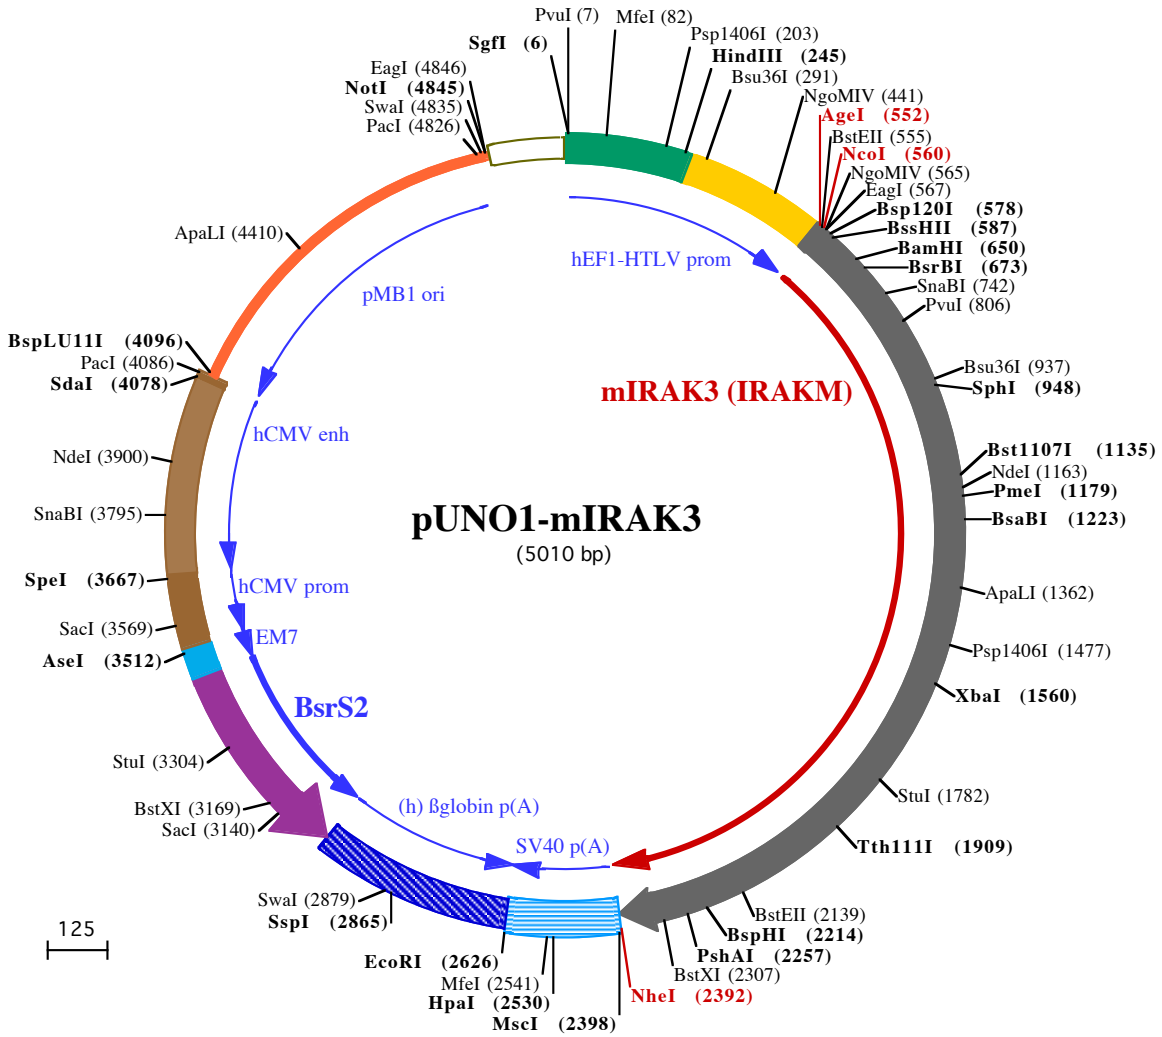 PvuI (7)
MfeI (82)
Psp1406I (203)
SgfI (6)
HindIII (245)
EagI (4846)
Bsu36I (291)
NotI (4845)
NgoMIV (441)
SwaI (4835)
AgeI (552)
PacI (4826)
BstEII (555)
NcoI (560)
NgoMIV (565)
EagI (567)
Bsp120I (578)
BssHII (587)
ApaLI (4410)
BamHI (650)
hEF1-HTLV prom
BsrBI (673)
SnaBI (742)
pMB1 ori
PvuI (806)
BspLU11I (4096)
PacI (4086)
Bsu36I (937)
SdaI (4078)
SphI (948)
mIRAK3 (IRAKM)
hCMV enh
Bst1107I (1135)
NdeI (3900)
NdeI (1163)
PmeI (1179)
SnaBI (3795)
pUNO1-mIRAK3
BsaBI (1223)
(5010 bp)
SpeI (3667)
hCMV prom
ApaLI (1362)
SacI (3569)
EM7
Psp1406I (1477)
AseI (3512)
XbaI (1560)
BsrS2
StuI (3304)
StuI (1782)
BstXI (3169)
(h) ßglobin p(A)
SacI (3140)
SV40 p(A)
Tth111I (1909)
SwaI (2879)
BstEII (2139)
SspI (2865)
125
BspHI (2214)
PshAI (2257)
EcoRI (2626)
BstXI (2307)
MfeI (2541)
NheI (2392)
HpaI (2530)
MscI (2398)